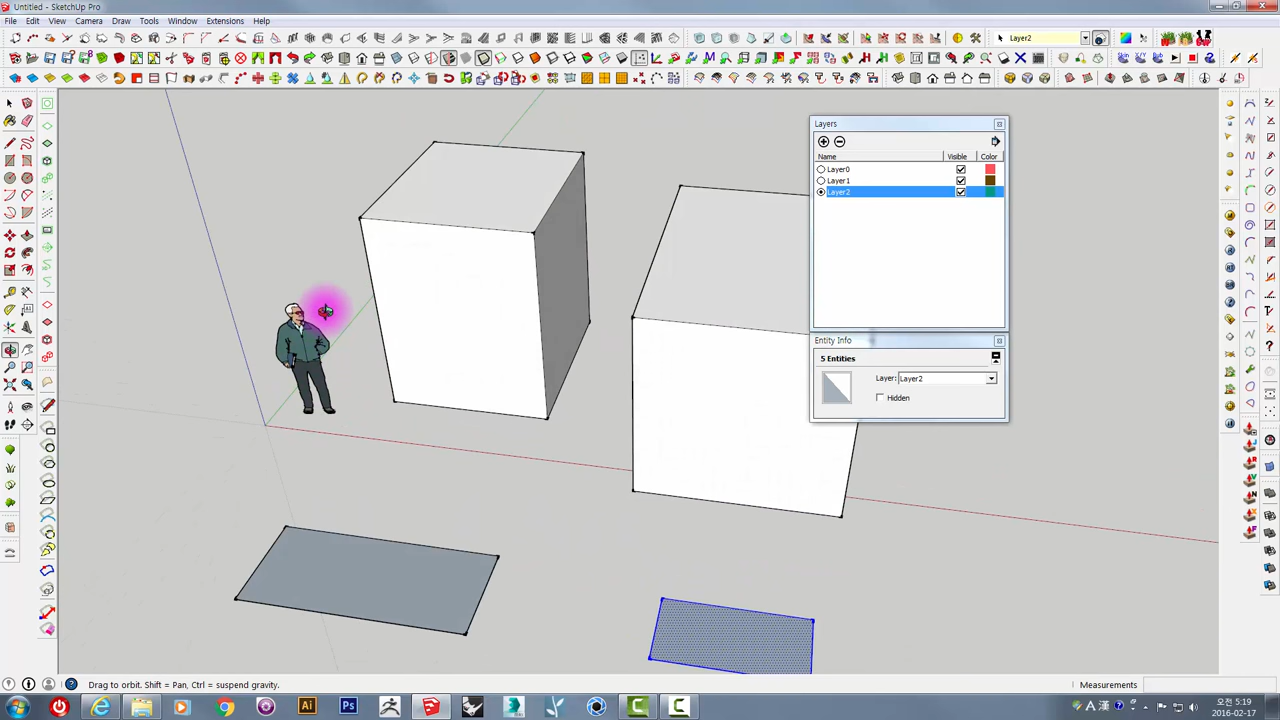 Untitled - SketchUp Pro
File Edit View Camera Draw Tools Window Extensions Help
Layer2
Layers
Name Visible Color
Layer0
Layer1
Layer2
Entity Info
5 Entities
Layer: Layer2
Hidden
Drag to orbit. Shift = Pan, Ctrl = suspend gravity.
Measurements
Ai
Ps
A
오전 5:19
2016-02-17